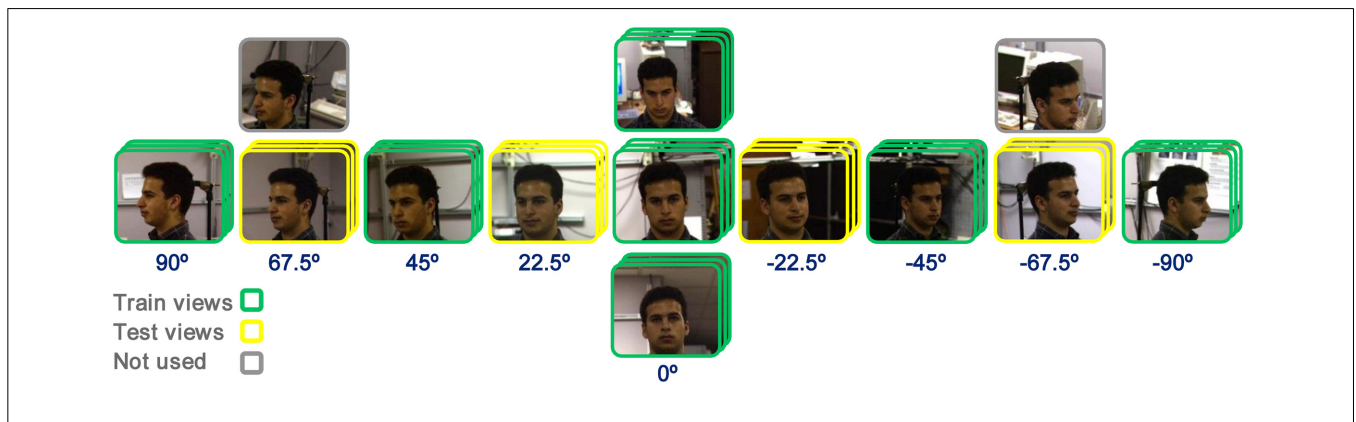 90º 67.5º 45º 22.5º -22.5º -45º -67.5º -90º
Train views
Test views
Not used
0º